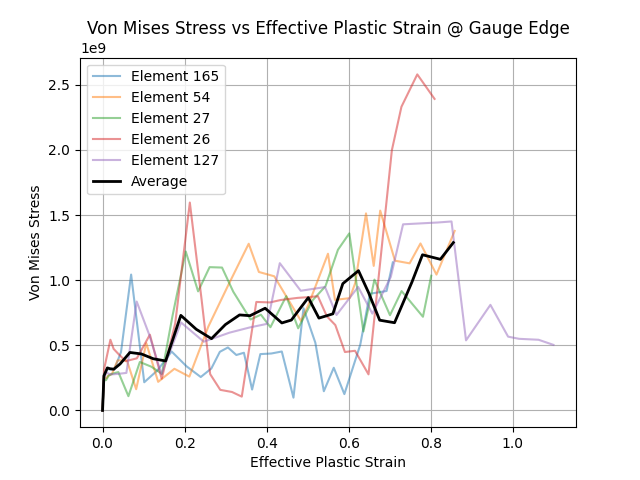 Von Mises Stress vs Effective Plastic Strain @ Gauge Edge
1e9
Element 165
Element 54
Element 27
Element 26
Element 127
Average
2.5
2.0
1.5
1.0
0.5
0.0
Von Mises Stress
0.0 0.2 0.4 0.6 0.8 1.0
Effective Plastic Strain